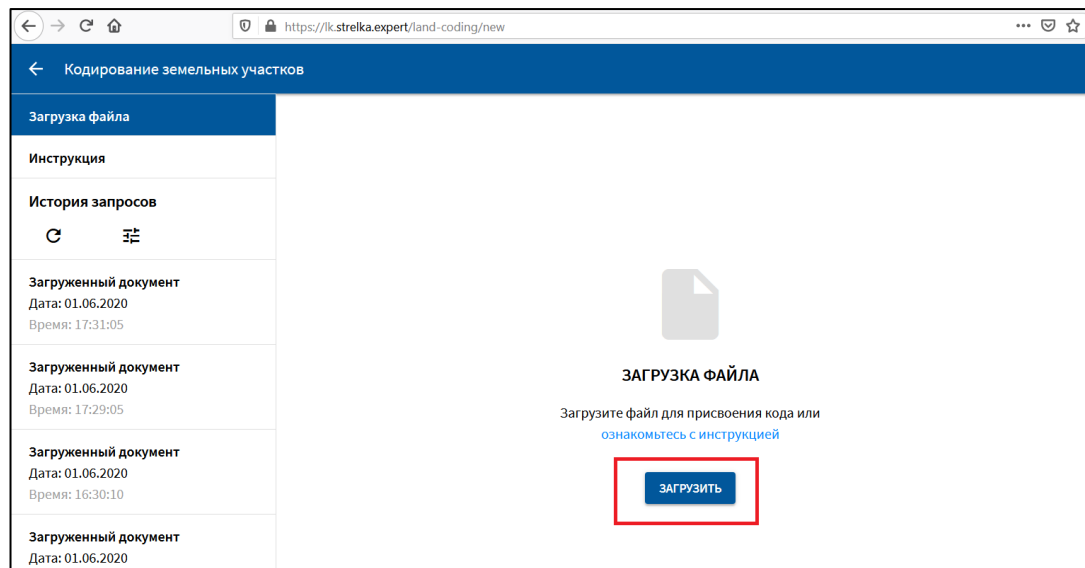 https://lk.strelka.expert/land-coding/new
Кодирование земельных участков
Загрузка файла
Инструкция
История запросов
Загруженный документ
Дата: 01.06.2020
Время: 17:31:05
Загруженный документ
Дата: 01.06.2020
Время: 17:29:05
Загруженный документ
Дата: 01.06.2020
Время: 16:30:10
Загруженный документ
Дата: 01.06.2020
ЗАГРУЗКА ФАЙЛА
Загрузите файл для присвоения кода или
ознакомьтесь с инструкцией
ЗАГРУЗИТЬ